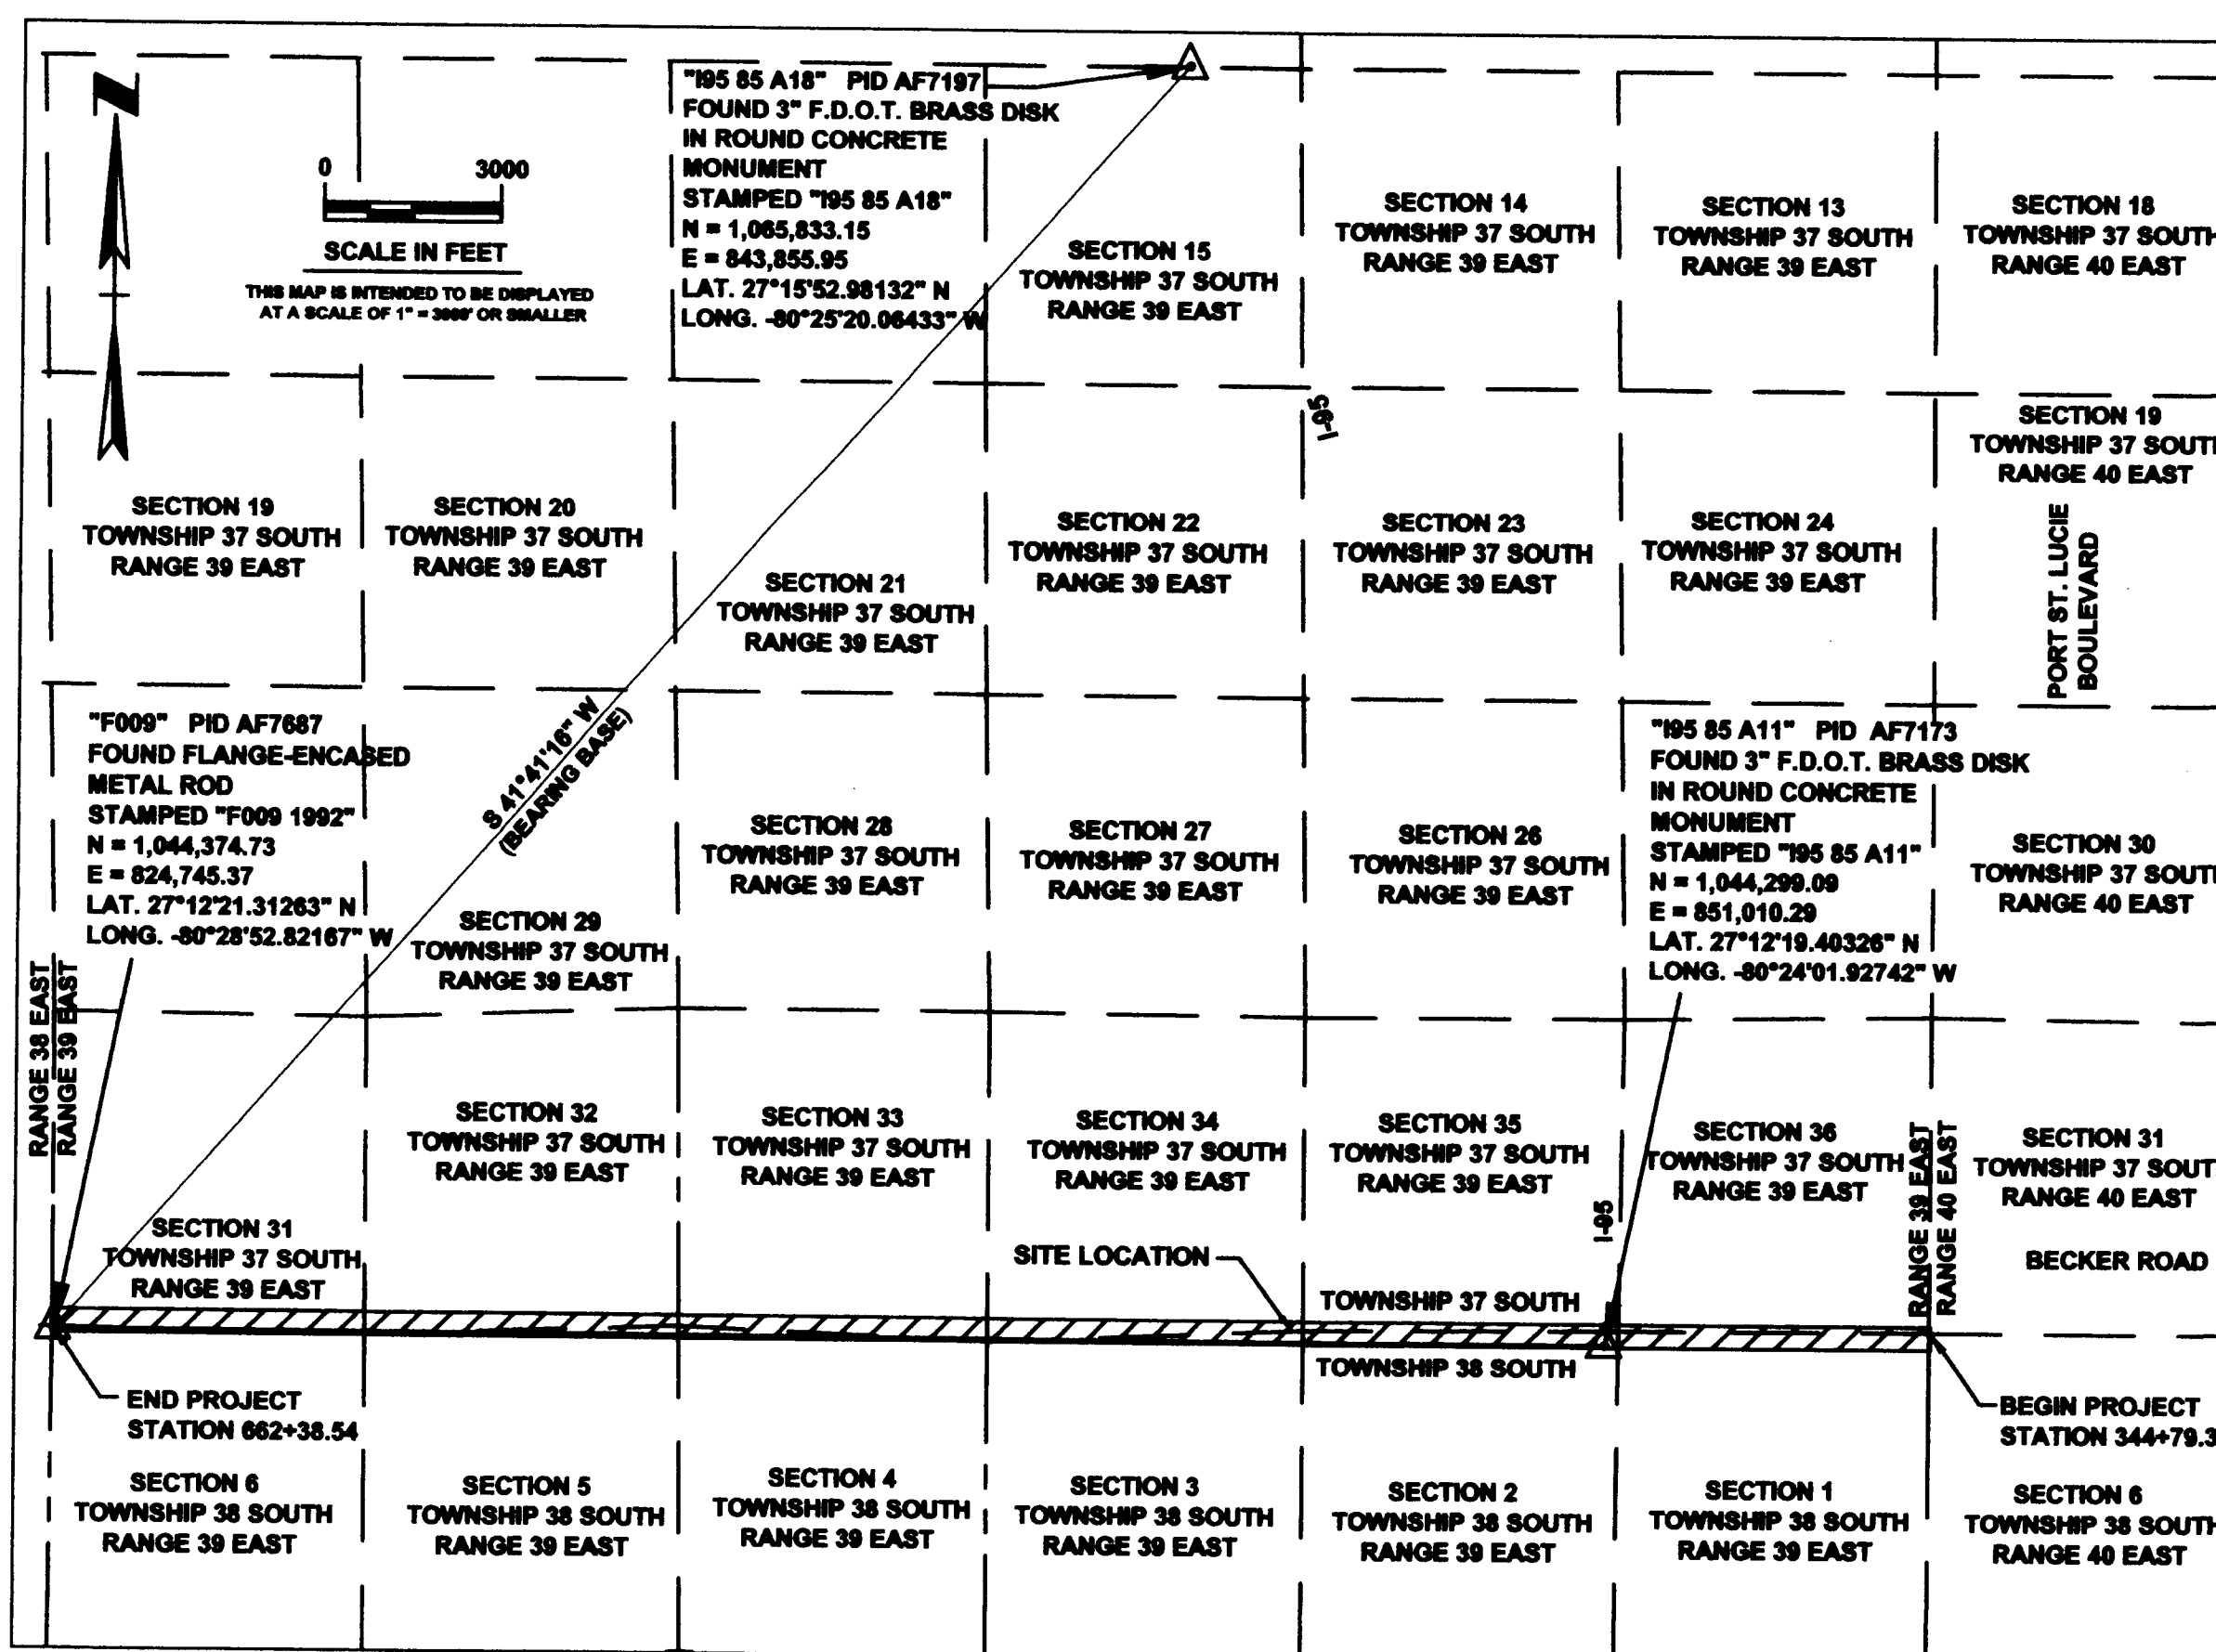 "I95 85 A18" PID AF7197
FOUND 3" F.D.O.T. BRASS DISK
IN ROUND CONCRETE
MONUMENT
STAMPED "I95 85 A18"
N = 1,065,833.15
E = 843,855.95
LAT. 27°15'52.98132" N
LONG. -80°25'20.06433" W
0 3000
SCALE IN FEET
THIS MAP IS INTENDED TO BE DISPLAYED
AT A SCALE OF 1" = 3000' OR SMALLER
SECTION 15
TOWNSHIP 37 SOUTH
RANGE 39 EAST
SECTION 14
TOWNSHIP 37 SOUTH
RANGE 39 EAST
SECTION 13
TOWNSHIP 37 SOUTH
RANGE 39 EAST
SECTION 18
TOWNSHIP 37 SOUTH
RANGE 40 EAST
I-95
SECTION 19
TOWNSHIP 37 SOUTH
RANGE 39 EAST
SECTION 20
TOWNSHIP 37 SOUTH
RANGE 39 EAST
SECTION 21
TOWNSHIP 37 SOUTH
RANGE 39 EAST
SECTION 22
TOWNSHIP 37 SOUTH
RANGE 39 EAST
SECTION 23
TOWNSHIP 37 SOUTH
RANGE 39 EAST
SECTION 24
TOWNSHIP 37 SOUTH
RANGE 39 EAST
SECTION 19
TOWNSHIP 37 SOUTH
RANGE 40 EAST
PORT ST. LUCIE
BOULEVARD
"F009" PID AF7687
FOUND FLANGE-ENCASED
METAL ROD
STAMPED "F009 1992"
N = 1,044,374.73
E = 824,745.37
LAT. 27°12'21.31263" N
LONG. -80°28'52.82167" W
S 41°41'16" W
(BEARING BASE)
SECTION 29
TOWNSHIP 37 SOUTH
RANGE 39 EAST
SECTION 28
TOWNSHIP 37 SOUTH
RANGE 39 EAST
SECTION 27
TOWNSHIP 37 SOUTH
RANGE 39 EAST
SECTION 26
TOWNSHIP 37 SOUTH
RANGE 39 EAST
"I95 85 A11" PID AF7173
FOUND 3" F.D.O.T. BRASS DISK
IN ROUND CONCRETE
MONUMENT
STAMPED "I95 85 A11"
N = 1,044,299.09
E = 851,010.29
LAT. 27°12'19.40326" N
LONG. -80°24'01.92742" W
SECTION 30
TOWNSHIP 37 SOUTH
RANGE 40 EAST
RANGE 38 EAST
RANGE 39 EAST
SECTION 31
TOWNSHIP 37 SOUTH
RANGE 39 EAST
SECTION 32
TOWNSHIP 37 SOUTH
RANGE 39 EAST
SECTION 33
TOWNSHIP 37 SOUTH
RANGE 39 EAST
SECTION 34
TOWNSHIP 37 SOUTH
RANGE 39 EAST
SECTION 35
TOWNSHIP 37 SOUTH
RANGE 39 EAST
I-95
SECTION 36
TOWNSHIP 37 SOUTH
RANGE 39 EAST
RANGE 39 EAST
RANGE 40 EAST
SECTION 31
TOWNSHIP 37 SOUTH
RANGE 40 EAST
BECKER ROAD
SITE LOCATION
TOWNSHIP 37 SOUTH
TOWNSHIP 38 SOUTH
END PROJECT
STATION 662+38.54
BEGIN PROJECT
STATION 344+79.3
SECTION 6
TOWNSHIP 38 SOUTH
RANGE 39 EAST
SECTION 5
TOWNSHIP 38 SOUTH
RANGE 39 EAST
SECTION 4
TOWNSHIP 38 SOUTH
RANGE 39 EAST
SECTION 3
TOWNSHIP 38 SOUTH
RANGE 39 EAST
SECTION 2
TOWNSHIP 38 SOUTH
RANGE 39 EAST
SECTION 1
TOWNSHIP 38 SOUTH
RANGE 39 EAST
SECTION 6
TOWNSHIP 38 SOUTH
RANGE 40 EAST